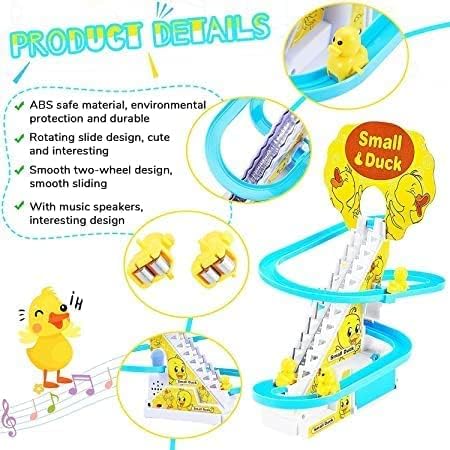 PRODUCT DETAILS
✓ ABS safe material, environmental
protection and durable
✓ Rotating slide design, cute
and interesting
✓ Smooth two-wheel design,
smooth sliding
✓ With music speakers,
interesting design
Small
Duck
Hi
Small Duck
Small Duck